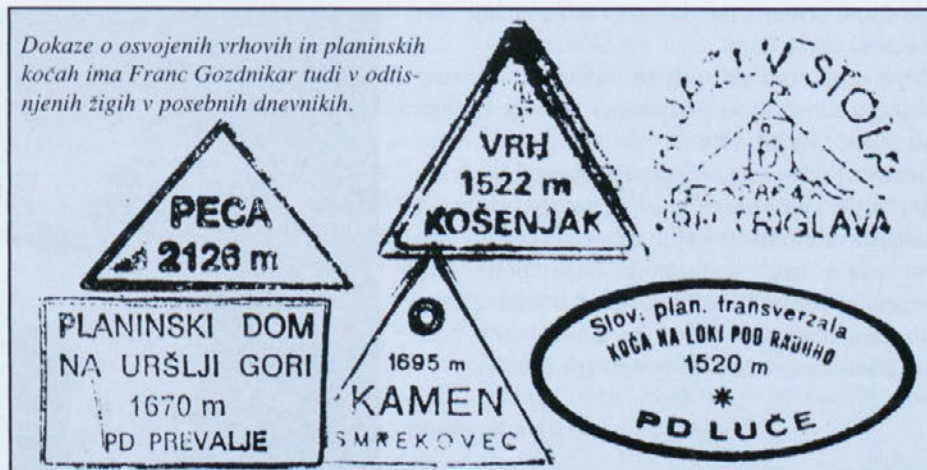 Dokaze o osvojenih vrhovih in planinskih
kočah ima Franc Gozdnikar tudi v odtis-
njenih žigih v posebnih dnevnikih.
VRH
1522 m
KOŠENJAK
STOLP
VRH TRIGLAVA
PECA
2126 m
PLANINSKI DOM
NA URŠLJI GORI
1670 m
PD PREVALJE
1695 m
KAMEN
SMREKOVEC
Slov. plan. transverzala
KOČA NA LOKI POD RADUHO
1520 m
PD LUČE